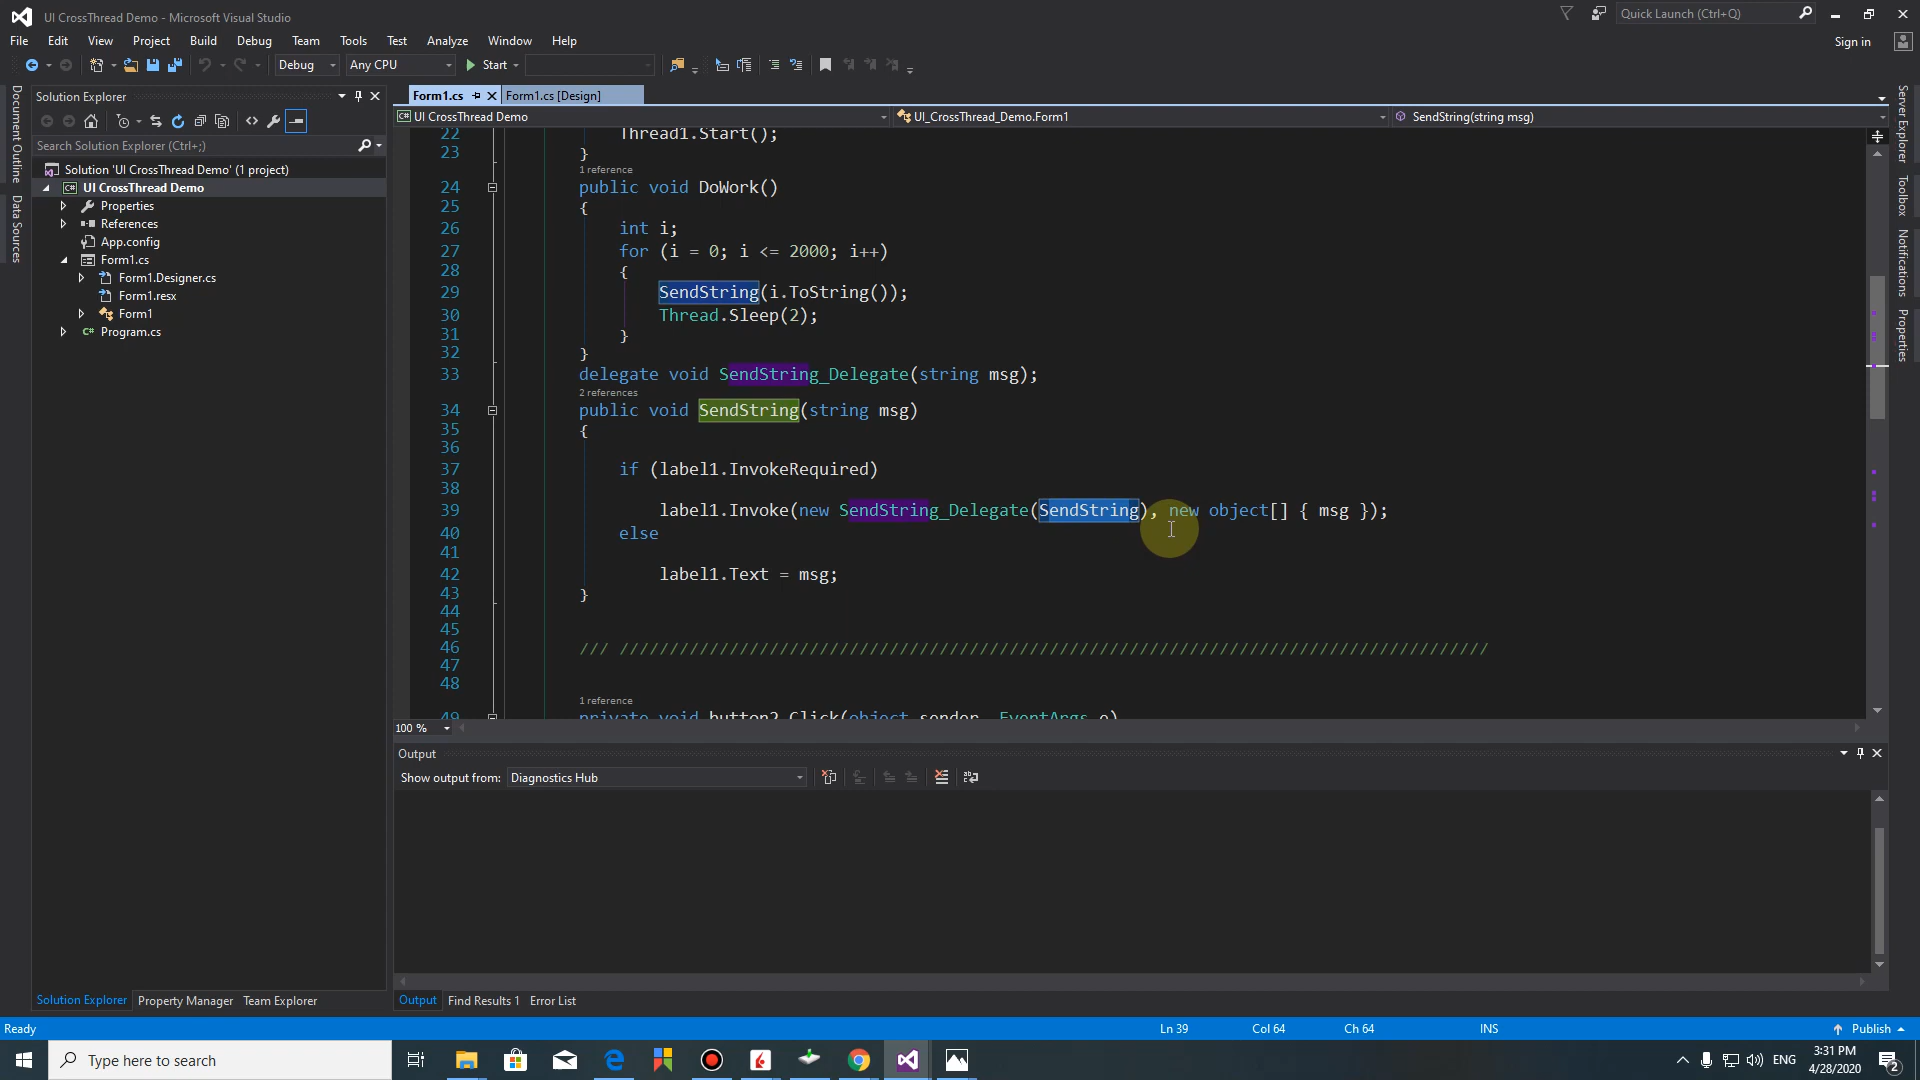 UI CrossThread Demo - Microsoft Visual Studio
Quick Launch (Ctrl+Q)
File Edit View Project Build Debug Team Tools Test Analyze Window Help
Sign in
Debug Any CPU Start
Document Outline
Data Sources
Solution Explorer
Search Solution Explorer (Ctrl+;)
Solution 'UI CrossThread Demo' (1 project)
UI CrossThread Demo
Properties
References
App.config
Form1.cs
Form1.Designer.cs
Form1.resx
Form1
Program.cs
Solution Explorer Property Manager Team Explorer
Form1.cs Form1.cs [Design]
UI CrossThread Demo UI_CrossThread_Demo.Form1 SendString(string msg)
22 Thread1.Start();
23 }
1 reference
24 public void DoWork()
25 {
26 int i;
27 for (i = 0; i <= 2000; i++)
28 {
29 SendString(i.ToString());
30 Thread.Sleep(2);
31 }
32 }
33 delegate void SendString_Delegate(string msg);
2 references
34 public void SendString(string msg)
35 {
36
37 if (label1.InvokeRequired)
38
39 label1.Invoke(new SendString_Delegate(SendString), new object[] { msg });
40 else
41
42 label1.Text = msg;
43 }
44
45
46 /// ///////////////////////////////////////////////////////////////////////////////////////
47
48
1 reference
49 private void button2_Click(object sender, EventArgs e)
100 %
Output
Show output from: Diagnostics Hub
Output Find Results 1 Error List
Server Explorer
Toolbox
Notifications
Properties
Ready Ln 39 Col 64 Ch 64 INS Publish
Type here to search
ENG
3:31 PM
4/28/2020
2